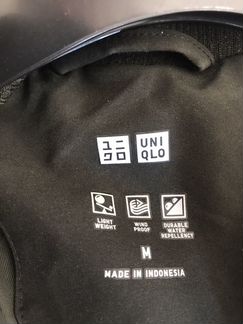 ユニ UNI
クロ QLO
LIGHT WIND DURABLE
WEIGHT PROOF WATER
REPELLENCY
M
MADE IN INDONESIA